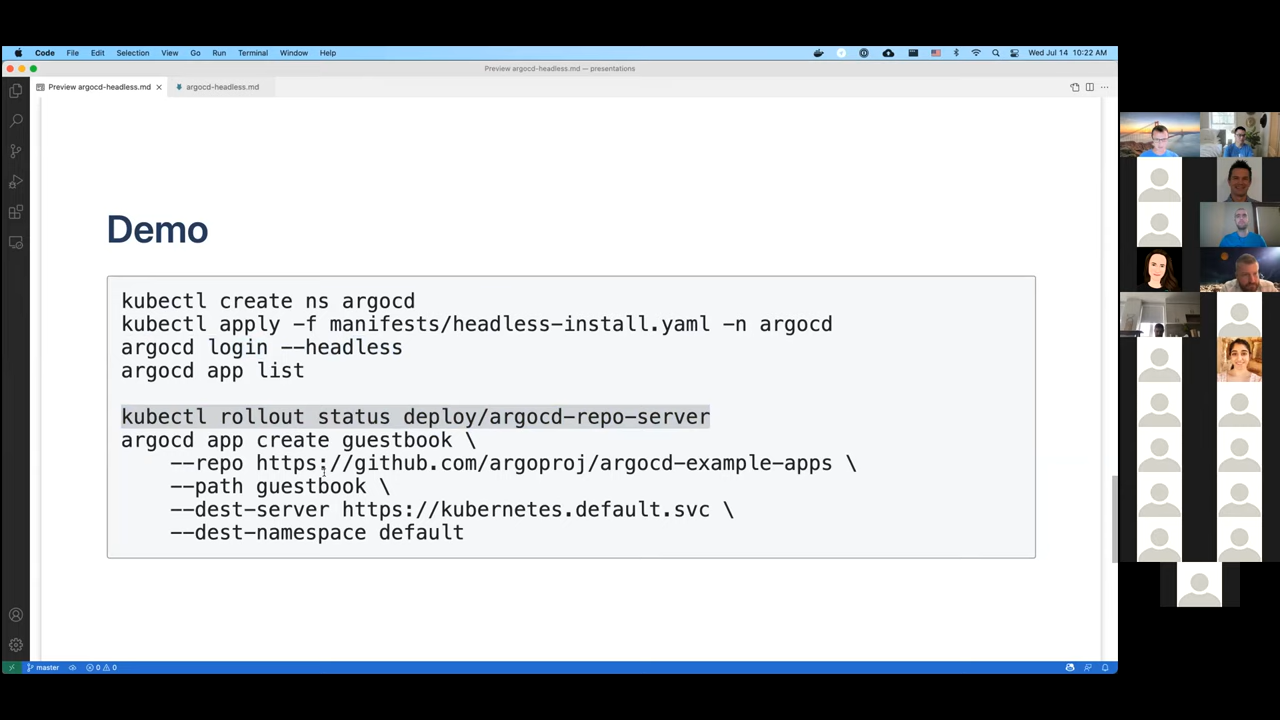 Code File Edit Selection View Go Run Terminal Window Help Wed Jul 14 10:22 AM
Preview argocd-headless.md — presentations
Preview argocd-headless.md argocd-headless.md
Demo
kubectl create ns argocd
kubectl apply -f manifests/headless-install.yaml -n argocd
argocd login --headless
argocd app list
kubectl rollout status deploy/argocd-repo-server
argocd app create guestbook \
--repo https://github.com/argoproj/argocd-example-apps \
--path guestbook \
--dest-server https://kubernetes.default.svc \
--dest-namespace default
master 0 0